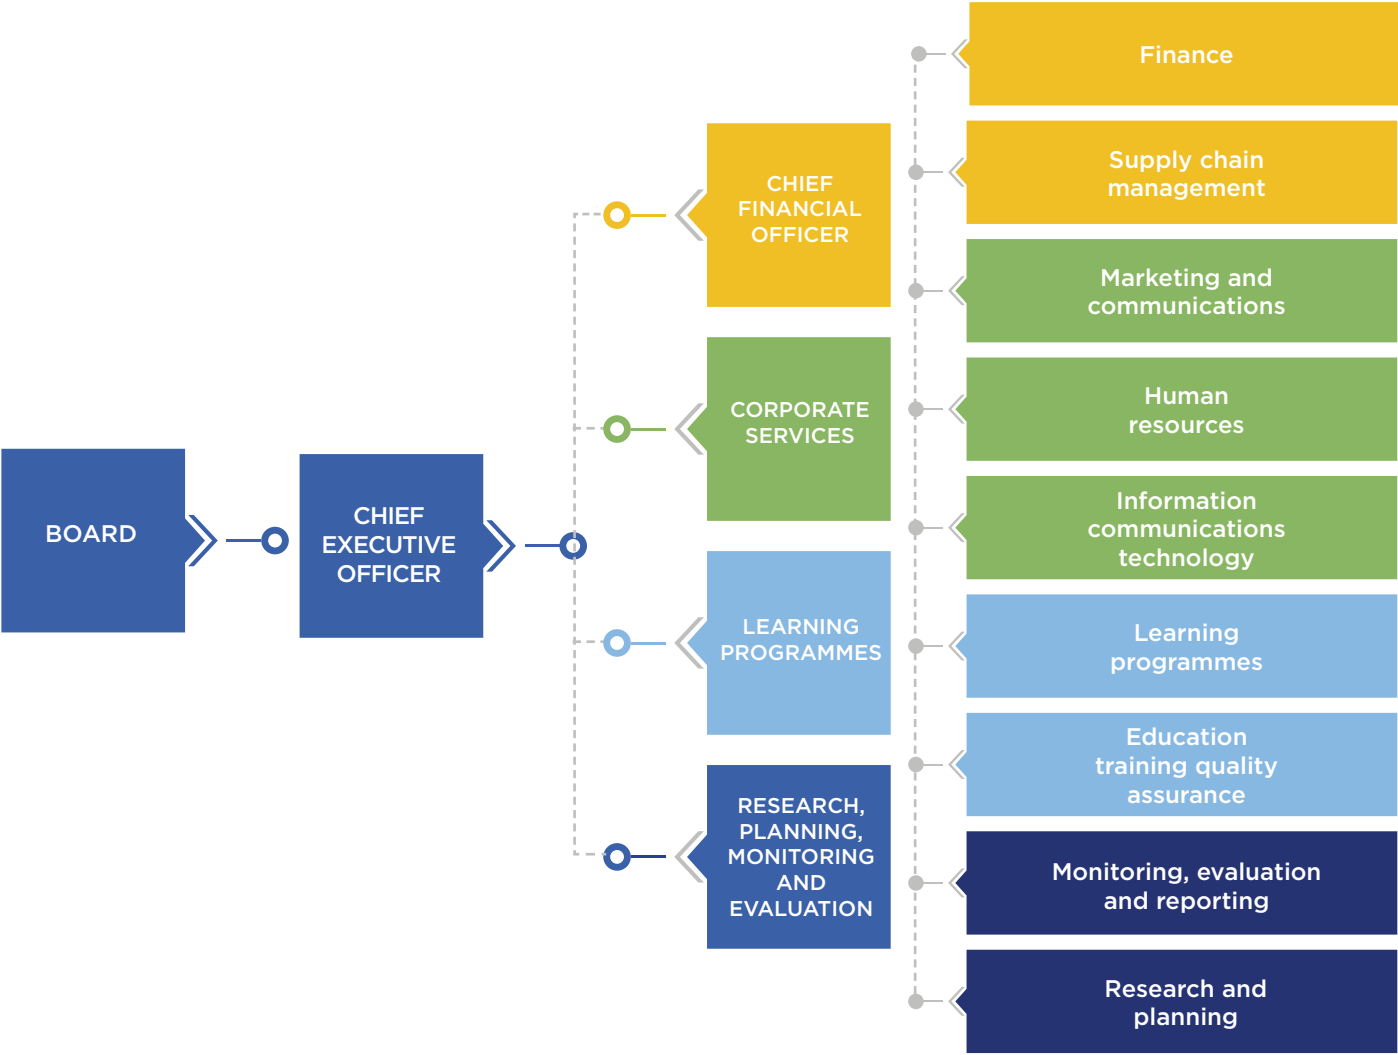 BOARD
CHIEF
EXECUTIVE
OFFICER
CHIEF
FINANCIAL
OFFICER
CORPORATE
SERVICES
LEARNING
PROGRAMMES
RESEARCH,
PLANNING,
MONITORING
AND
EVALUATION
Finance
Supply chain
management
Marketing and
communications
Human
resources
Information
communications
technology
Learning
programmes
Education
training quality
assurance
Monitoring, evaluation
and reporting
Research and
planning